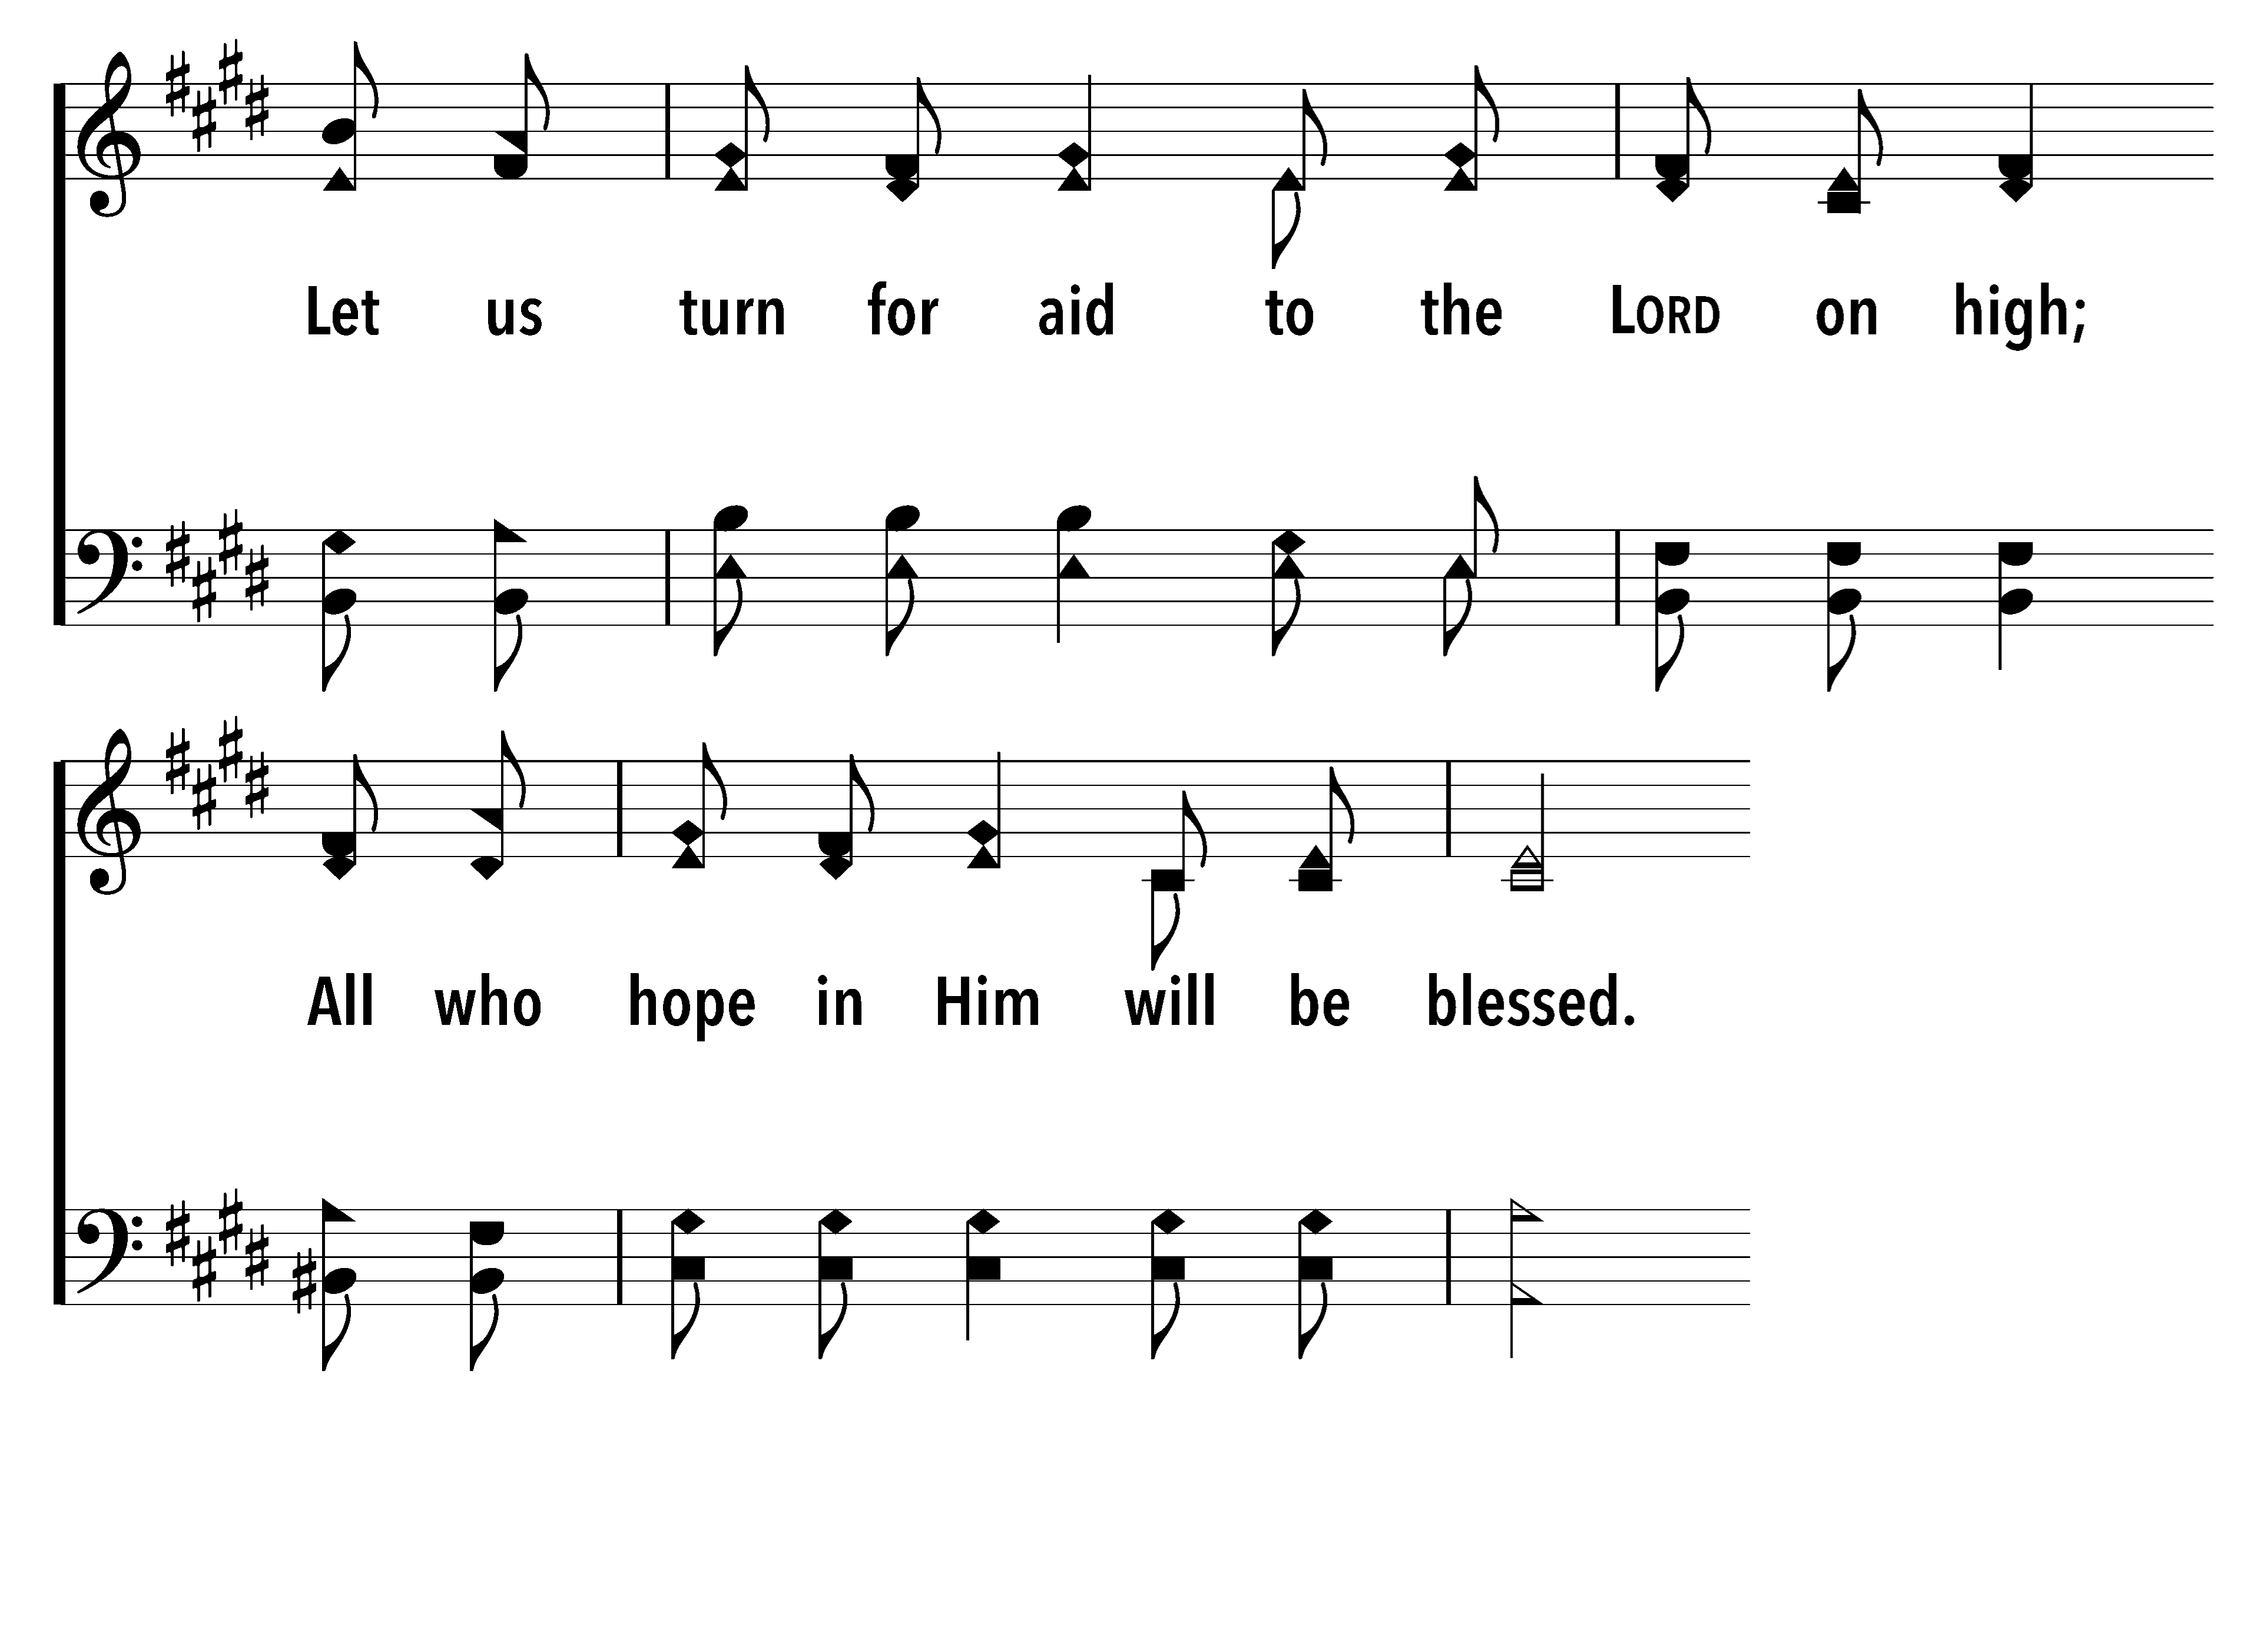 Let us turn for aid to the LORD on high;
All who hope in Him will be blessed.